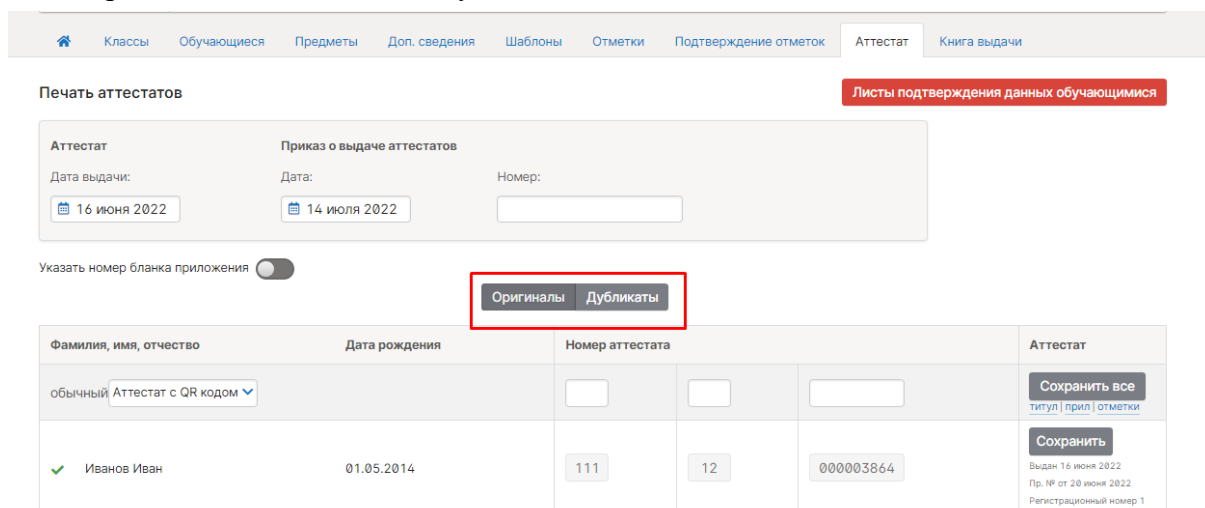 Классы Обучающиеся Предметы Доп. сведения Шаблоны Отметки Подтверждение отметок Аттестат Книга выдачи
Печать аттестатов Листы подтверждения данных обучающимися
Аттестат Приказ о выдаче аттестатов
Дата выдачи: Дата: Номер:
16 июня 2022 14 июля 2022
Указать номер бланка приложения
Оригиналы Дубликаты
Фамилия, имя, отчество Дата рождения Номер аттестата Аттестат
обычный Аттестат с QR кодом Сохранить все
титул | прил | отметки
Сохранить
Иванов Иван 01.05.2014 111 12 000003864
Выдан 16 июня 2022
Пр. № от 20 июня 2022
Регистрационный номер 1